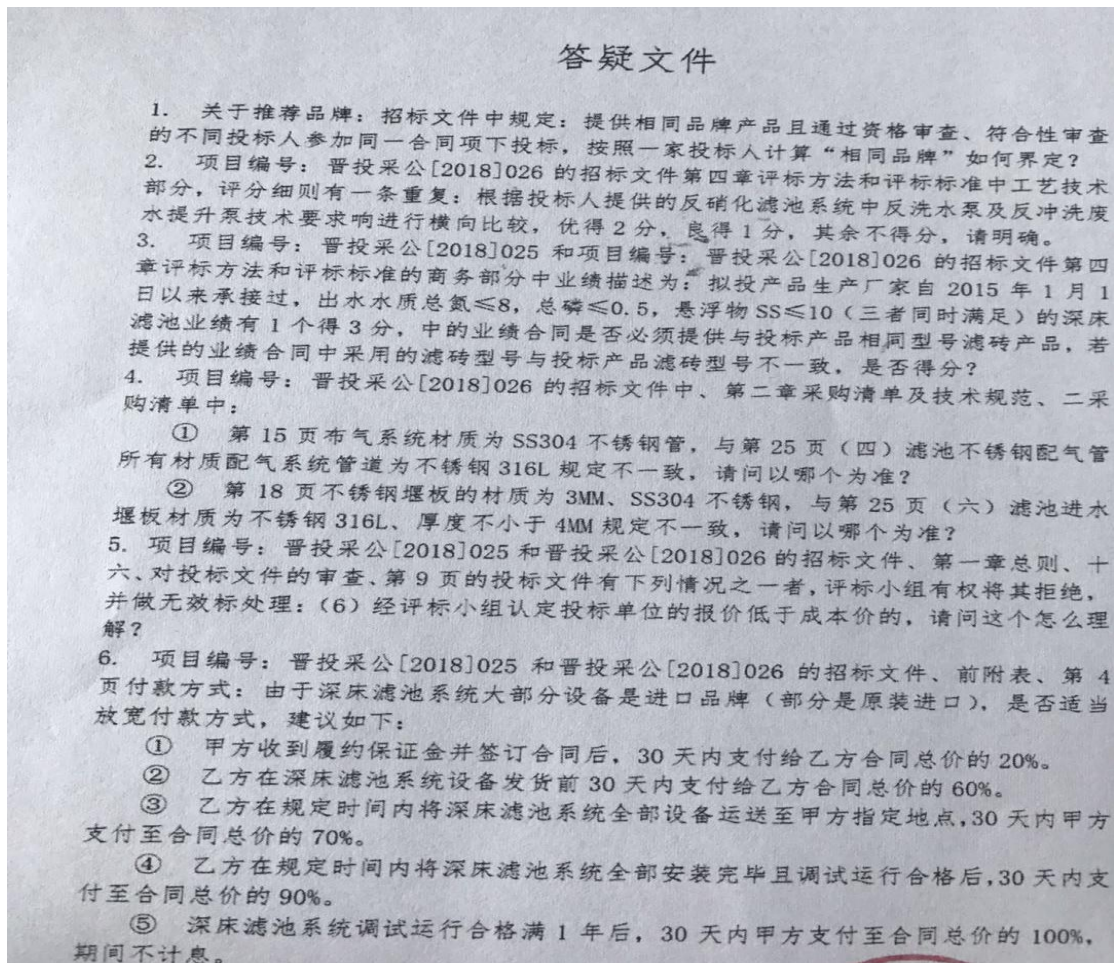 答疑文件
1. 关于推荐品牌：招标文件中规定：提供相同品牌产品且通过资格审查、符合性审查
的不同投标人参加同一合同项下投标，按照一家投标人计算“相同品牌”如何界定？
2. 项目编号：晋投采公[2018]026 的招标文件第四章评标方法和评标标准中工艺技术
部分，评分细则有一条重复：根据投标人提供的反硝化滤池系统中反洗水泵及反冲洗废
水提升泵技术要求响进行横向比较，优得 2 分，良得 1 分，其余不得分，请明确。
3. 项目编号：晋投采公[2018]025 和项目编号：晋投采公[2018]026 的招标文件第四
章评标方法和评标标准的商务部分中业绩描述为：拟投产品生产厂家自 2015 年 1 月 1
日以来承接过，出水水质总氮≤8，总磷≤0.5，悬浮物 SS≤10（三者同时满足）的深床
滤池业绩有 1 个得 3 分，中的业绩合同是否必须提供与投标产品相同型号滤砖产品，若
提供的业绩合同中采用的滤砖型号与投标产品滤砖型号不一致，是否得分？
4. 项目编号：晋投采公[2018]026 的招标文件中、第二章采购清单及技术规范、二采
购清单中：
① 第 15 页布气系统材质为 SS304 不锈钢管，与第 25 页（四）滤池不锈钢配气管
所有材质配气系统管道为不锈钢 316L 规定不一致，请问以哪个为准？
② 第 18 页不锈钢堰板的材质为 3MM、SS304 不锈钢，与第 25 页（六）滤池进水
堰板材质为不锈钢 316L、厚度不小于 4MM 规定不一致，请问以哪个为准？
5. 项目编号：晋投采公[2018]025 和晋投采公[2018]026 的招标文件、第一章总则、十
六、对投标文件的审查、第 9 页的投标文件有下列情况之一者，评标小组有权将其拒绝，
并做无效标处理：（6）经评标小组认定投标单位的报价低于成本价的，请问这个怎么理
解？
6. 项目编号：晋投采公[2018]025 和晋投采公[2018]026 的招标文件、前附表、第 4
页付款方式：由于深床滤池系统大部分设备是进口品牌（部分是原装进口），是否适当
放宽付款方式，建议如下：
① 甲方收到履约保证金并签订合同后，30 天内支付给乙方合同总价的 20%。
② 乙方在深床滤池系统设备发货前 30 天内支付给乙方合同总价的 60%。
③ 乙方在规定时间内将深床滤池系统全部设备运送至甲方指定地点，30 天内甲方
支付至合同总价的 70%。
④ 乙方在规定时间内将深床滤池系统全部安装完毕且调试运行合格后，30 天内支
付至合同总价的 90%。
⑤ 深床滤池系统调试运行合格满 1 年后，30 天内甲方支付至合同总价的 100%，
期间不计息。